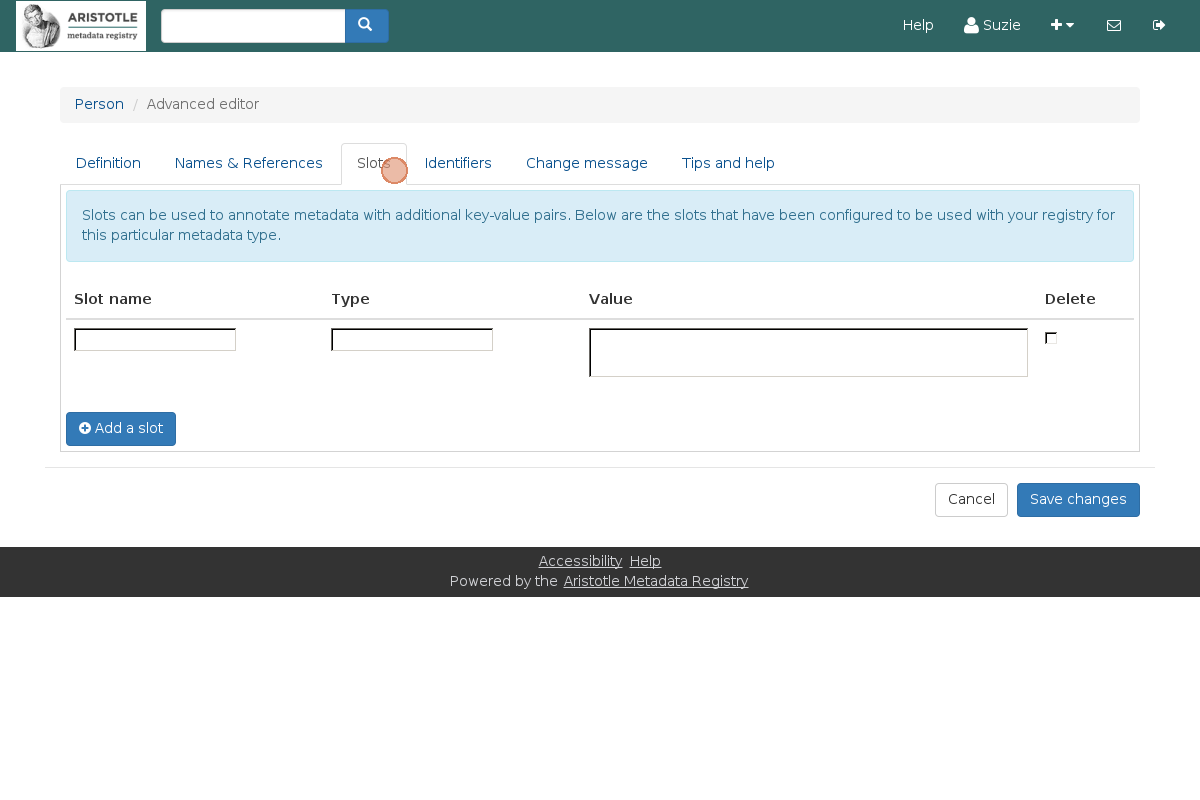 ARISTOTLE
metadata registry
Help
Suzie
Person / Advanced editor
Definition
Names & References
Slots
Identifiers
Change message
Tips and help
Slots can be used to annotate metadata with additional key-value pairs. Below are the slots that have been configured to be used with your registry for
this particular metadata type.
Slot name
Type
Value
Delete
Add a slot
Cancel
Save changes
Accessibility Help
Powered by the Aristotle Metadata Registry